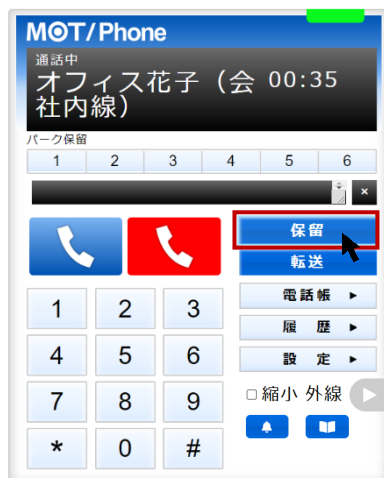 MOT/Phone
通話中
オフィス花子（会 00:35
社内線）
パーク保留
1 2 3 4 5 6
×
保留
転送
電話帳 ▶
履 歴 ▶
設 定 ▶
1 2 3
4 5 6
7 8 9
* 0 #
縮小 外線